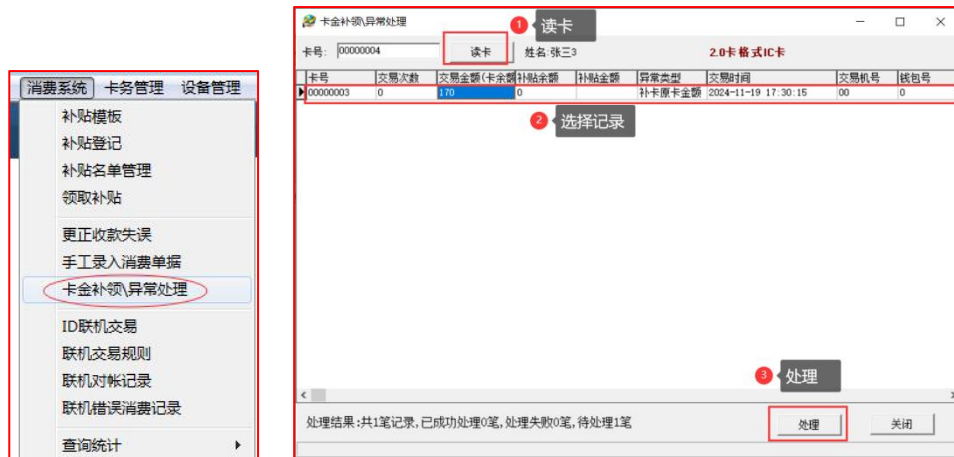 消费系统 卡务管理 设备管理
补贴模板
补贴登记
补贴名单管理
领取补贴
更正收款失误
手工录入消费单据
卡金补领\异常处理
ID联机交易
联机交易规则
联机对帐记录
联机错误消费记录
查询统计
卡金补领\异常处理
1 读卡
卡号: 00000004 读卡 姓名:张三3 2.0卡格式IC卡
卡号 交易次数 交易金额(卡余额 补贴余额 补贴金额 异常类型 交易时间 交易机号 钱包号
00000003 0 170 0 补卡原卡金额 2024-11-19 17:30:15 00 0
2 选择记录
3 处理
处理结果:共1笔记录,已成功处理0笔,处理失败0笔,待处理1笔 处理 关闭